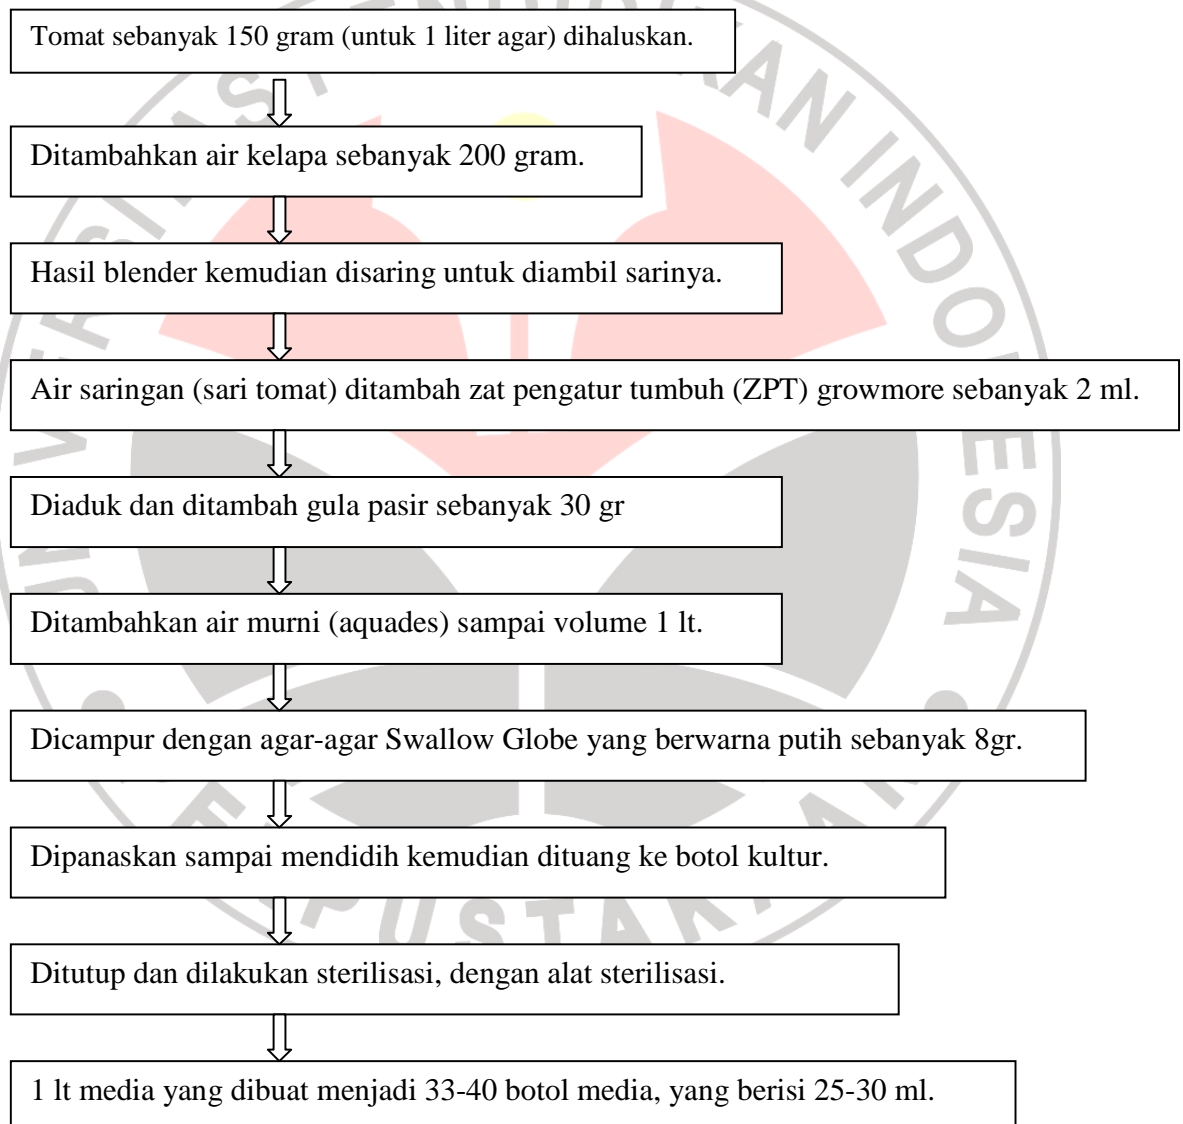 Tomat sebanyak 150 gram (untuk 1 liter agar) dihaluskan.
Ditambahkan air kelapa sebanyak 200 gram.
Hasil blender kemudian disaring untuk diambil sarinya.
Air saringan (sari tomat) ditambah zat pengatur tumbuh (ZPT) growmore sebanyak 2 ml.
Diaduk dan ditambah gula pasir sebanyak 30 gr
Ditambahkan air murni (aquades) sampai volume 1 lt.
Dicampur dengan agar-agar Swallow Globe yang berwarna putih sebanyak 8gr.
Dipanaskan sampai mendidih kemudian dituang ke botol kultur.
Ditutup dan dilakukan sterilisasi, dengan alat sterilisasi.
1 lt media yang dibuat menjadi 33-40 botol media, yang berisi 25-30 ml.